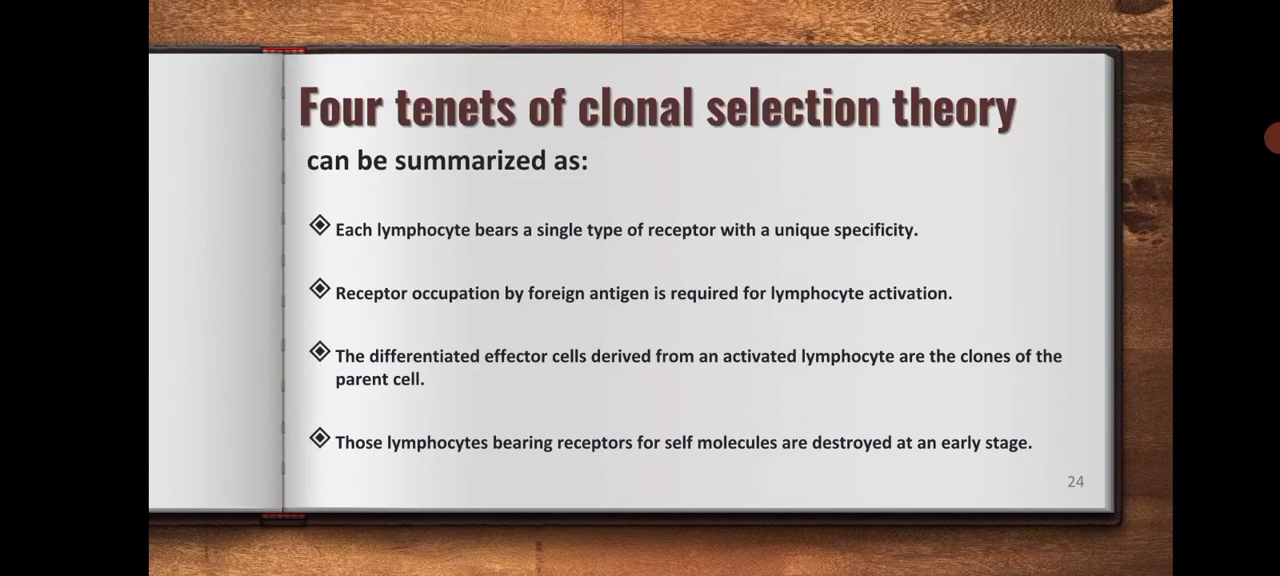 Four tenets of clonal selection theory
can be summarized as:
Each lymphocyte bears a single type of receptor with a unique specificity.
Receptor occupation by foreign antigen is required for lymphocyte activation.
The differentiated effector cells derived from an activated lymphocyte are the clones of the
parent cell.
Those lymphocytes bearing receptors for self molecules are destroyed at an early stage.
24